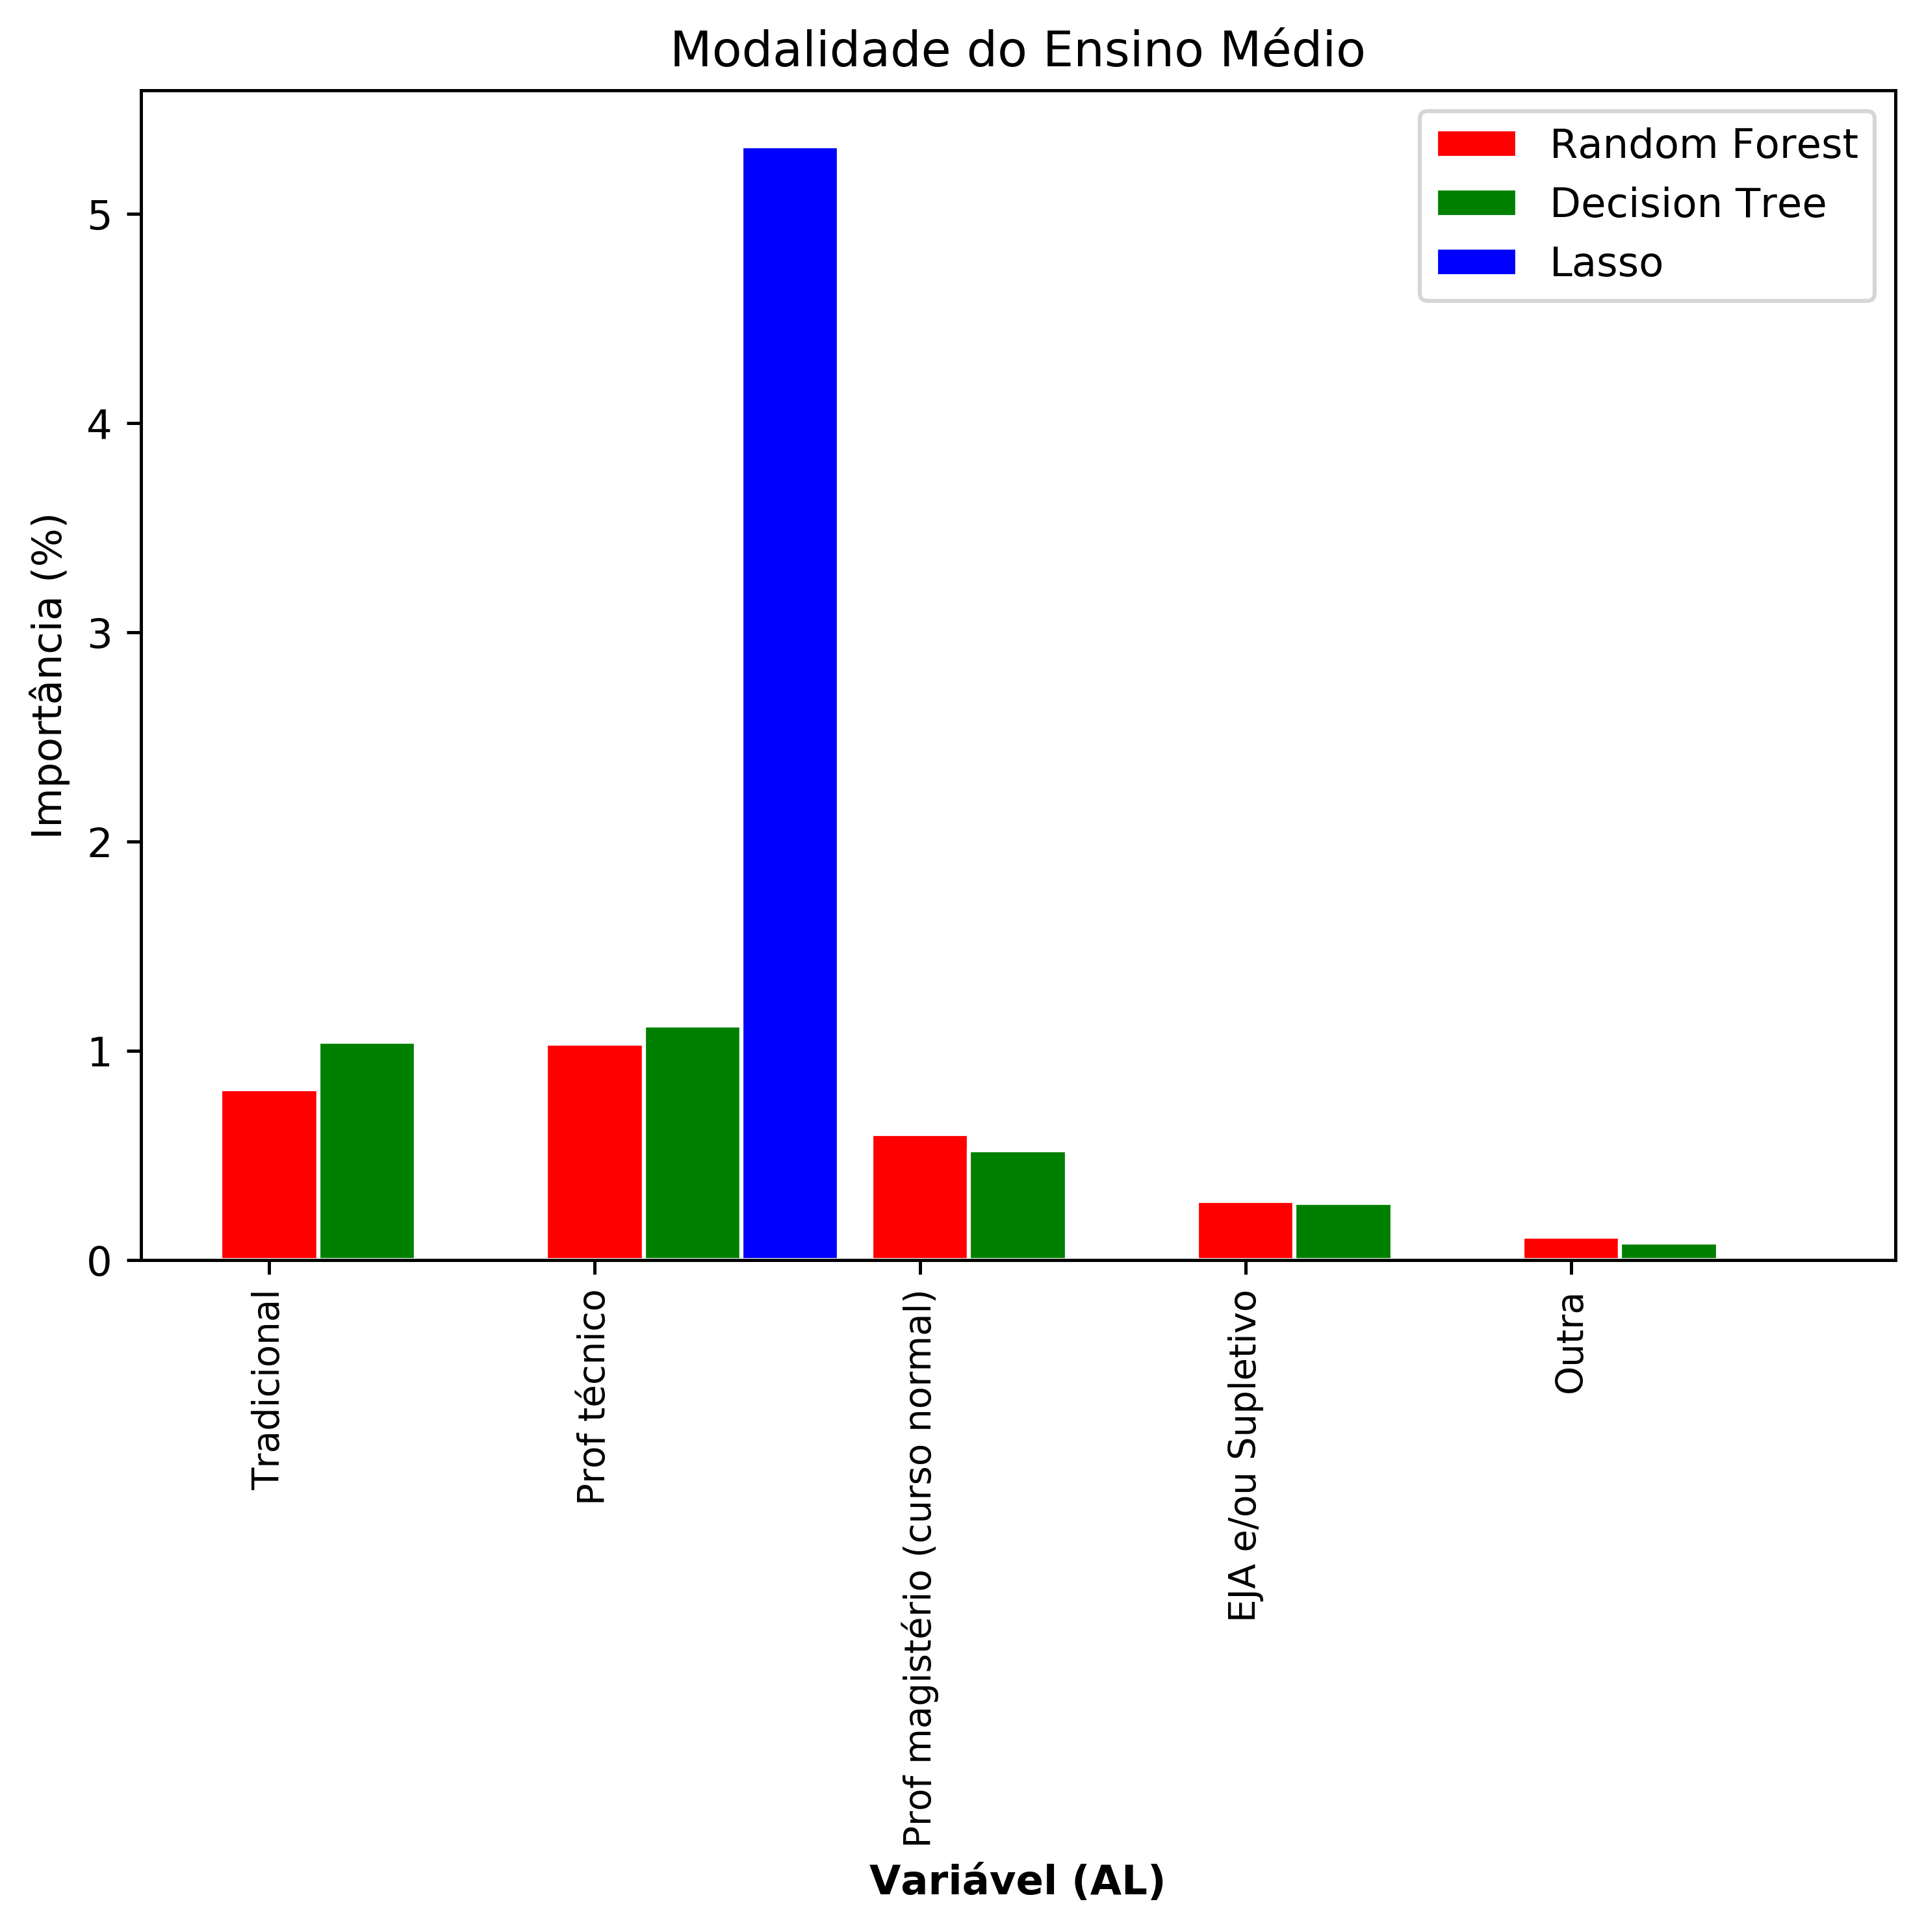 Modalidade do Ensino Médio
Random Forest
Decision Tree
Lasso
Importância (%)
5
4
3
2
1
0
Tradicional
Prof técnico
Prof magistério (curso normal)
EJA e/ou Supletivo
Outra
Variável (AL)